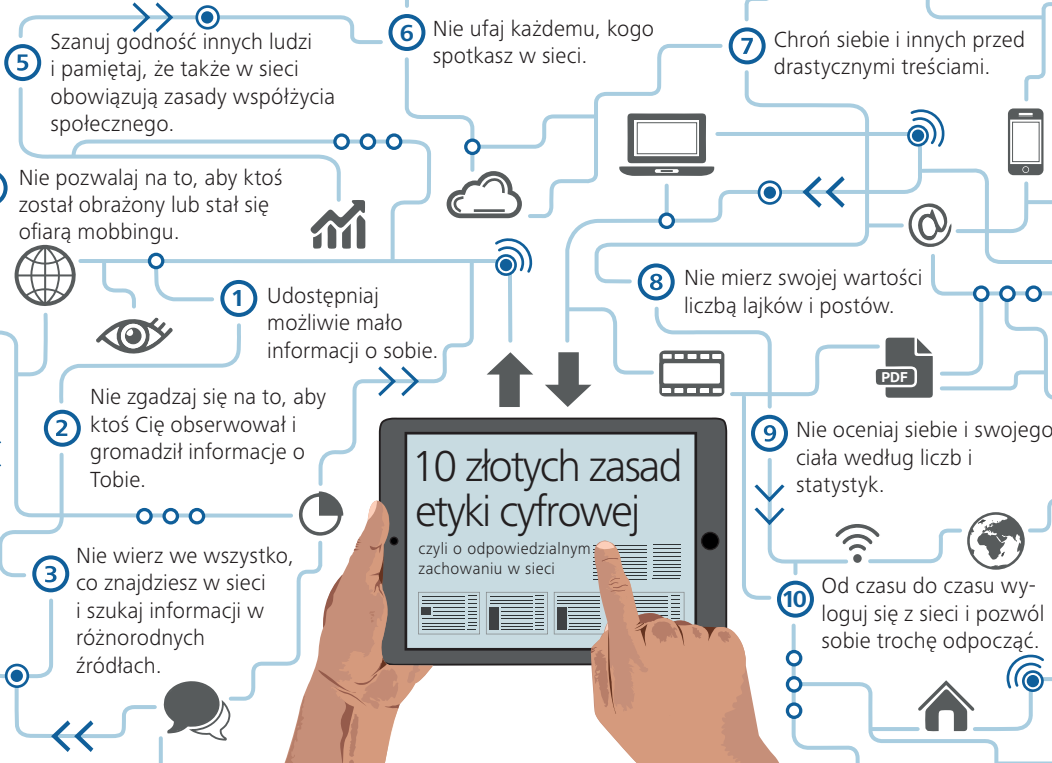 10 złotych zasad
etyki cyfrowej
czyli o odpowiedzialnym
zachowaniu w sieci
1
Udostępniaj
możliwie mało
informacji o sobie.
2
Nie zgadzaj się na to, aby
ktoś Cię obserwował i
gromadził informacje o
Tobie.
3
Nie wierz we wszystko,
co znajdziesz w sieci
i szukaj informacji w
różnorodnych
źródłach.
Nie pozwalaj na to, aby ktoś
został obrażony lub stał się
ofiarą mobbingu.
5
Szanuj godność innych ludzi
i pamiętaj, że także w sieci
obowiązują zasady współżycia
społecznego.
6
Nie ufaj każdemu, kogo
spotkasz w sieci.
7
Chroń siebie i innych przed
drastycznymi treściami.
8
Nie mierz swojej wartości
liczbą lajków i postów.
9
Nie oceniaj siebie i swojego
ciała według liczb i
statystyk.
10
Od czasu do czasu wy-
loguj się z sieci i pozwól
sobie trochę odpocząć.
@
PDF